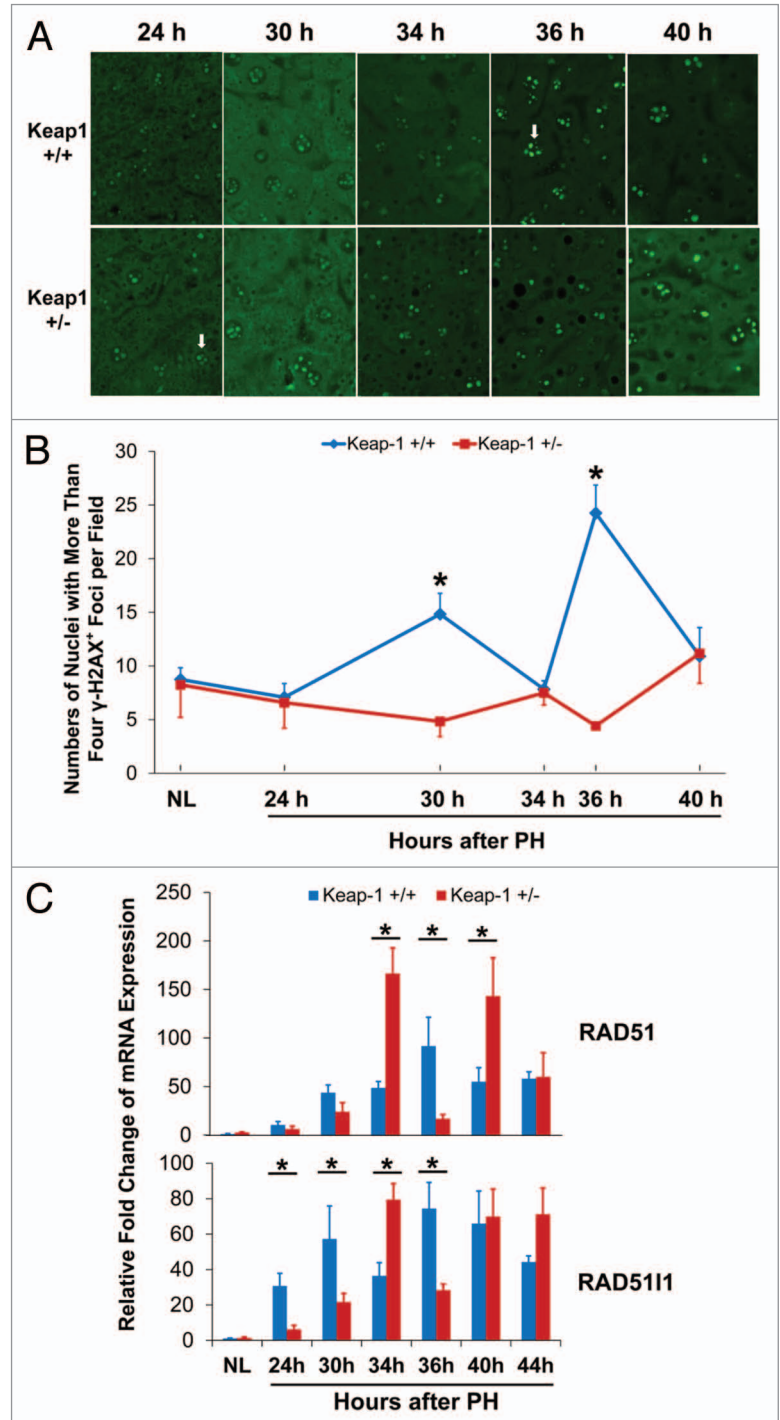 A
24 h 30 h 34 h 36 h 40 h
Keap1
+/+
Keap1
+/-
B
Keap-1 +/+ Keap-1 +/-
Numbers of Nuclei with More Than
Four γ-H2AX⁺ Foci per Field
30
25
20
15
10
5
0
*
*
NL 24 h 30 h 34 h 36 h 40 h
Hours after PH
C
Keap-1 +/+ Keap-1 +/-
Relative Fold Change of mRNA Expression
250
200
150
100
50
0
* * *
RAD51
100
80
60
40
20
0
* * * *
RAD51l1
NL 24h 30h 34h 36h 40h 44h
Hours after PH